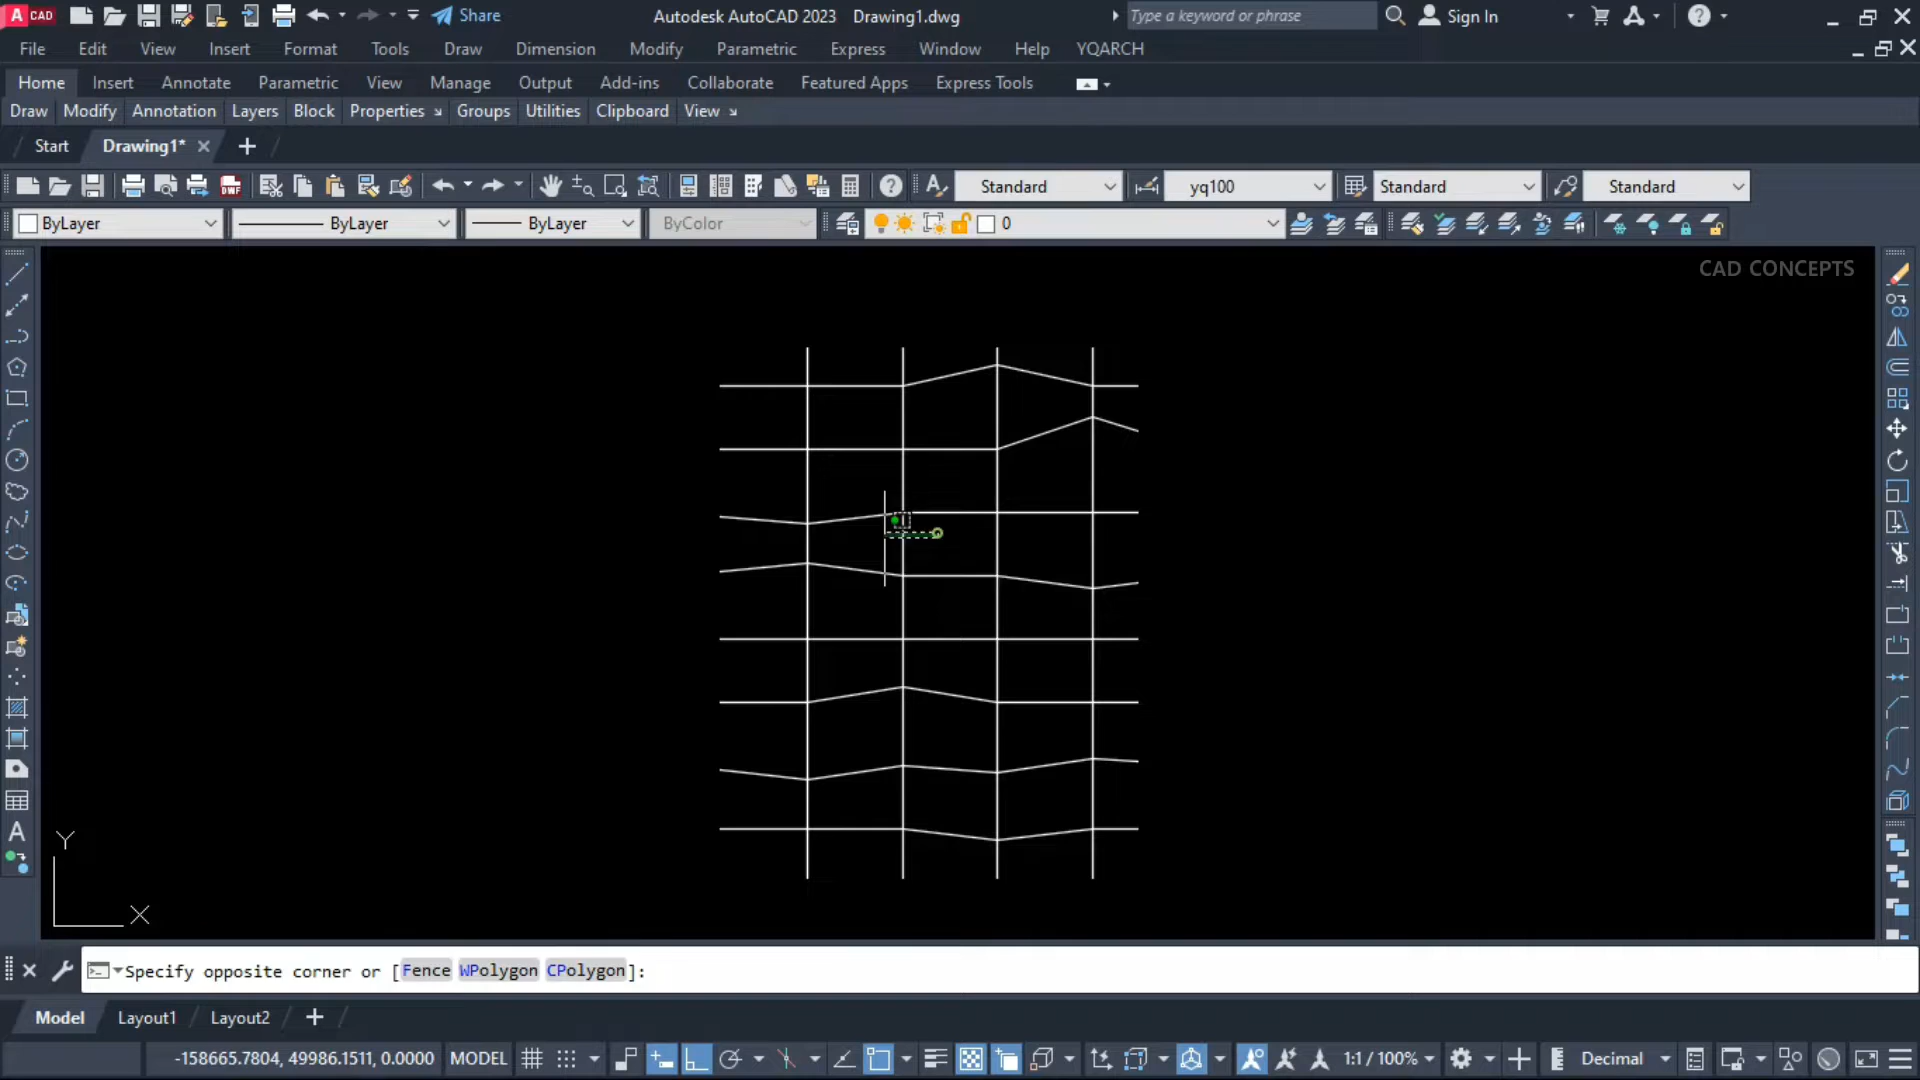 A CAD Share Autodesk AutoCAD 2023 Drawing1.dwg Type a keyword or phrase Sign In ?
File Edit View Insert Format Tools Draw Dimension Modify Parametric Express Window Help YQARCH
Home Insert Annotate Parametric View Manage Output Add-ins Collaborate Featured Apps Express Tools
Draw Modify Annotation Layers Block Properties Groups Utilities Clipboard View
Start Drawing1*
DWF ? Standard yq100 Standard Standard
ByLayer ByLayer ByLayer ByColor 0
CAD CONCEPTS
A
Y
X
Specify opposite corner or [Fence WPolygon CPolygon]:
Model Layout1 Layout2
-158665.7804, 49986.1511, 0.0000 MODEL 1:1 / 100% Decimal